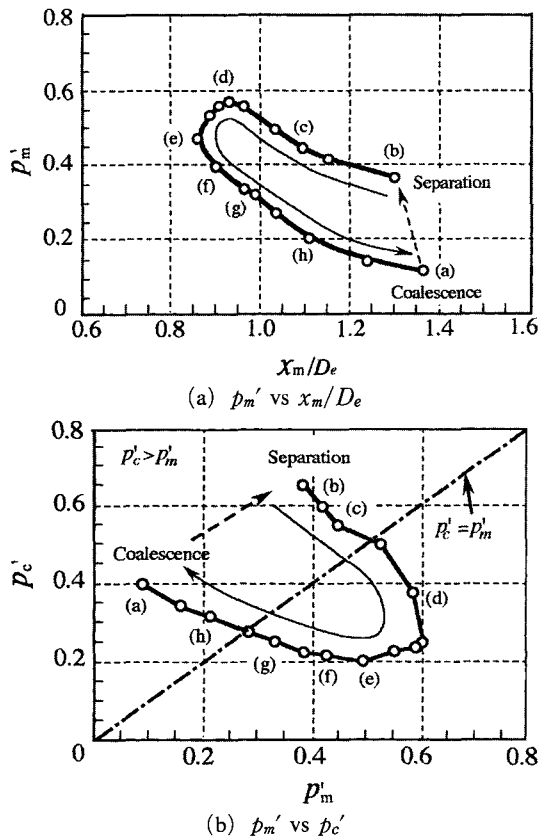 0.8
0.6
0.4
0.2
0
p'm
(d)
(c)
(b)
(e)
Separation
(f)
(g)
(h)
(a)
Coalescence
0.6 0.8 1.0 1.2 1.4 1.6
Xm/De
(a) pm' vs xm/De
0.8
0.6
0.4
0.2
0
p'c
p'c>p'm
Separation
(b)
(c)
p'c=p'm
Coalescence
(a)
(d)
(h)
(g)
(f)
(e)
0.2 0.4 0.6 0.8
p'm
(b) pm' vs pc'